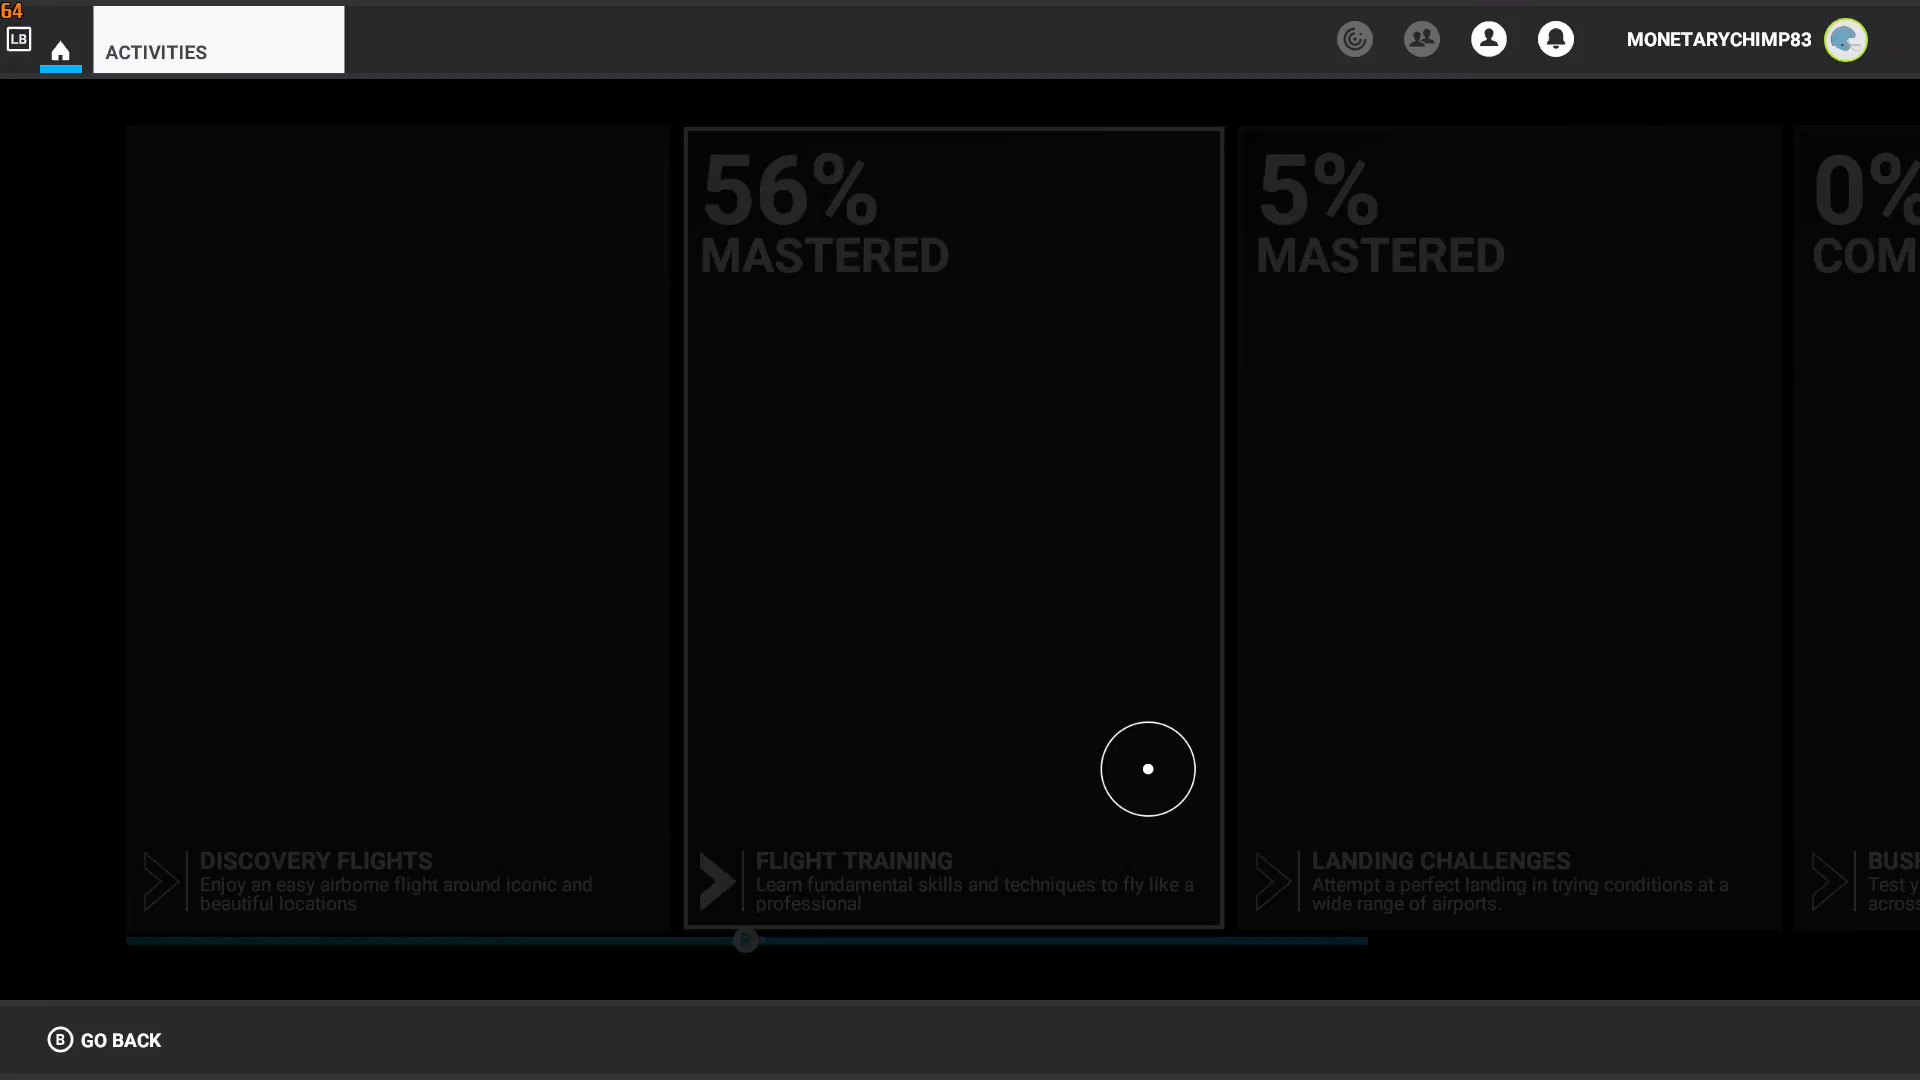 64
LB
ACTIVITIES
MONETARYCHIMP83
56%
MASTERED
5%
MASTERED
0%
COM
DISCOVERY FLIGHTS
Enjoy an easy airborne flight around iconic and
beautiful locations
FLIGHT TRAINING
Learn fundamental skills and techniques to fly like a
professional
LANDING CHALLENGES
Attempt a perfect landing in trying conditions at a
wide range of airports.
BUSH
Test y
across
R
B GO BACK